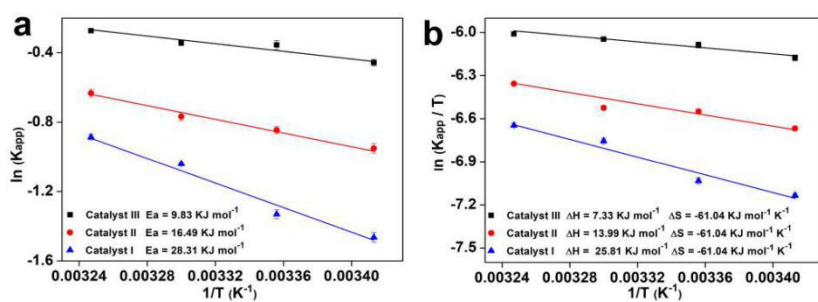 a
-0.4
-0.8
-1.2
-1.6
ln (Kapp)
Catalyst III Ea = 9.83 KJ mol⁻¹
Catalyst II Ea = 16.49 KJ mol⁻¹
Catalyst I Ea = 28.31 KJ mol⁻¹
0.00324 0.00332 0.00336 0.00340
1/T (K⁻¹)
b
-6.0
-6.3
-6.6
-6.9
-7.2
-7.5
ln (Kapp / T)
Catalyst III ΔH = 7.33 KJ mol⁻¹ ΔS = -61.04 KJ mol⁻¹ K⁻¹
Catalyst II ΔH = 13.99 KJ mol⁻¹ ΔS = -61.04 KJ mol⁻¹ K⁻¹
Catalyst I ΔH = 25.81 KJ mol⁻¹ ΔS = -61.04 KJ mol⁻¹ K⁻¹
0.00324 0.00332 0.00336 0.00340
1/T (K⁻¹)